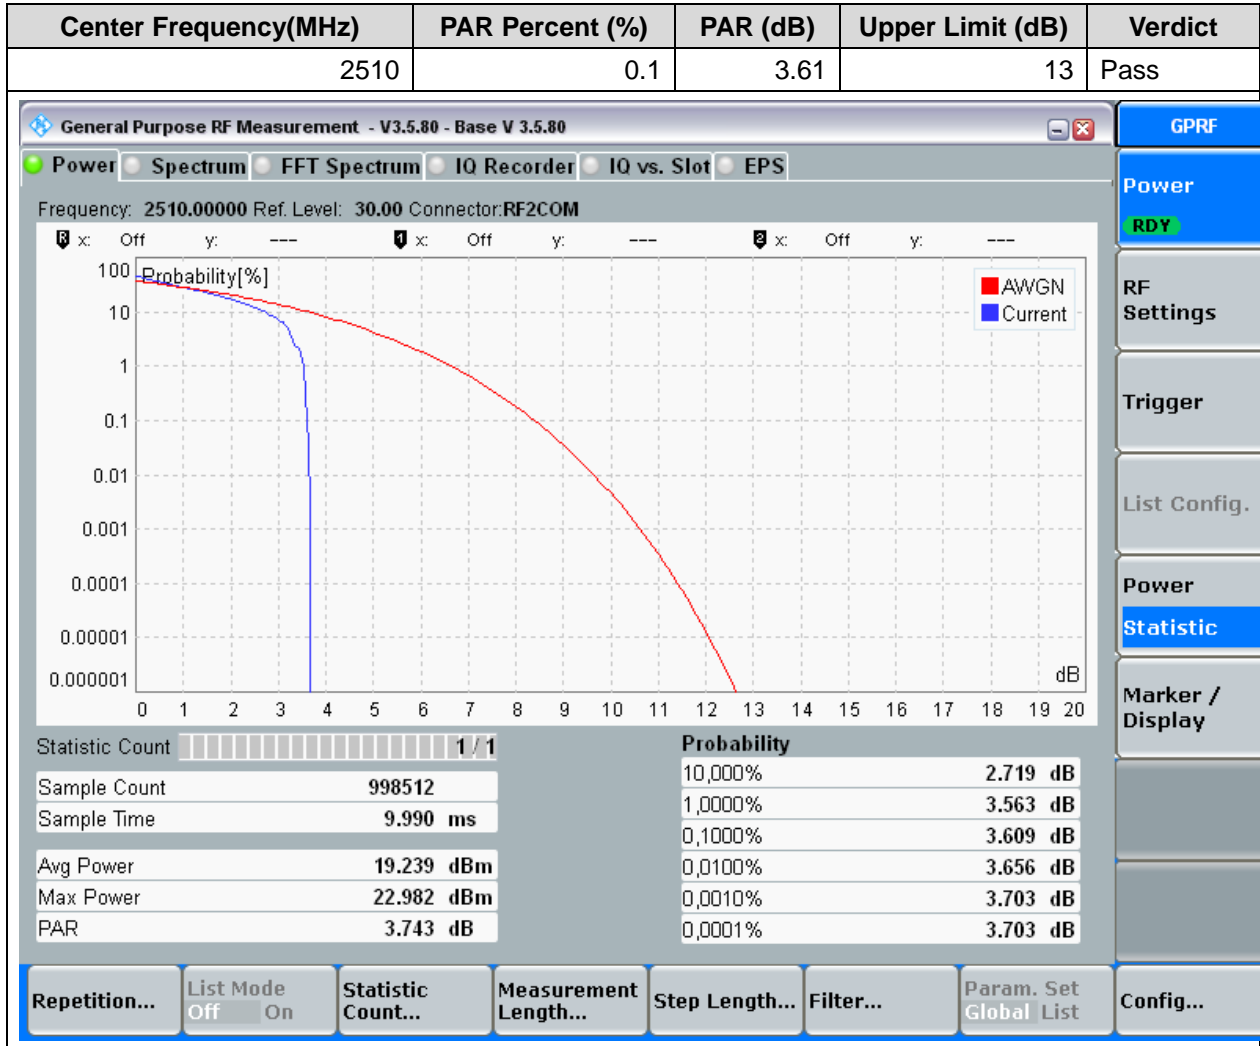 Center Frequency(MHz) PAR Percent (%) PAR (dB) Upper Limit (dB) Verdict
2510 0.1 3.61 13 Pass
General Purpose RF Measurement - V3.5.80 - Base V 3.5.80
GPRF
Power Spectrum FFT Spectrum IQ Recorder IQ vs. Slot EPS
Power
RDY
Frequency: 2510.00000 Ref. Level: 30.00 Connector:RF2COM
R x: Off y: --- 1 x: Off y: --- 2 x: Off y: ---
Probability[%]
AWGN
Current
100
10
1
0.1
0.01
0.001
0.0001
0.00001
0.000001
dB
0 1 2 3 4 5 6 7 8 9 10 11 12 13 14 15 16 17 18 19 20
RF
Settings
Trigger
List Config.
Power
Statistic
Marker /
Display
Statistic Count 1 / 1
Sample Count 998512
Sample Time 9.990 ms
Avg Power 19.239 dBm
Max Power 22.982 dBm
PAR 3.743 dB
Probability
10,000% 2.719 dB
1,0000% 3.563 dB
0,1000% 3.609 dB
0,0100% 3.656 dB
0,0010% 3.703 dB
0,0001% 3.703 dB
Repetition...
List Mode
Off On
Statistic
Count...
Measurement
Length...
Step Length...
Filter...
Param. Set
Global List
Config...